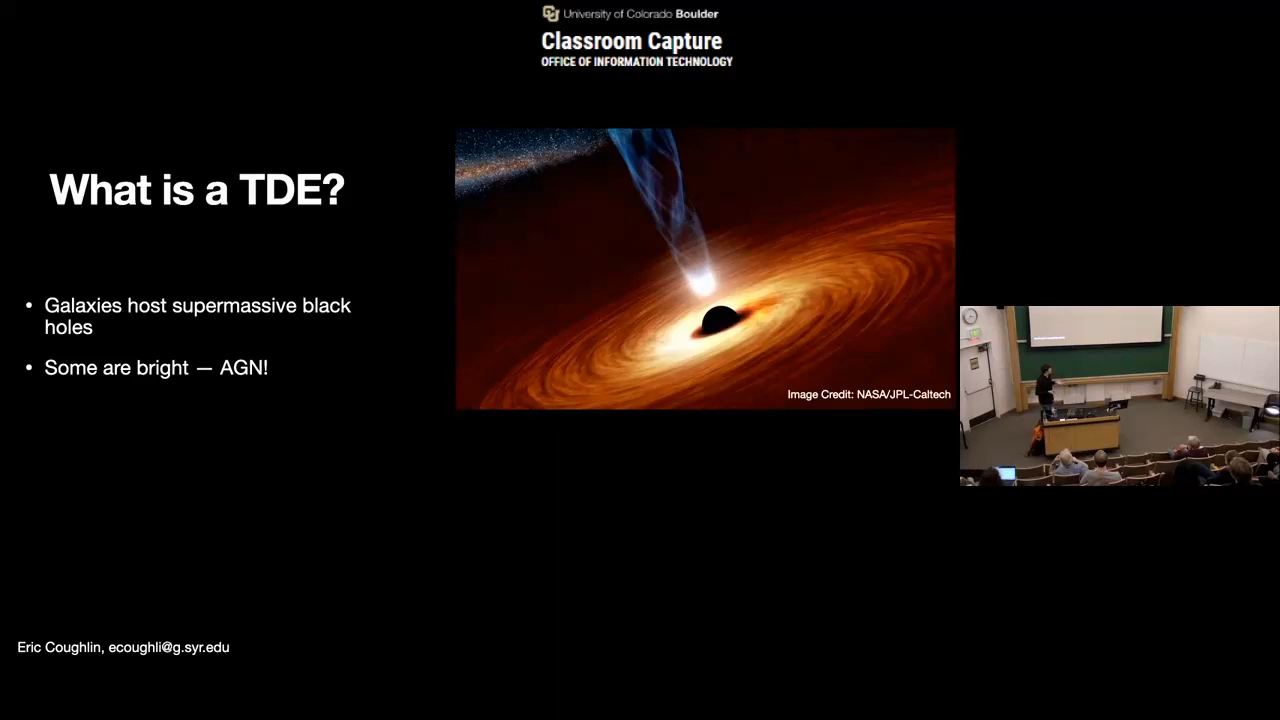 University of Colorado Boulder
Classroom Capture
OFFICE OF INFORMATION TECHNOLOGY
What is a TDE?
• Galaxies host supermassive black
holes
• Some are bright — AGN!
Image Credit: NASA/JPL-Caltech
Eric Coughlin, ecoughli@g.syr.edu